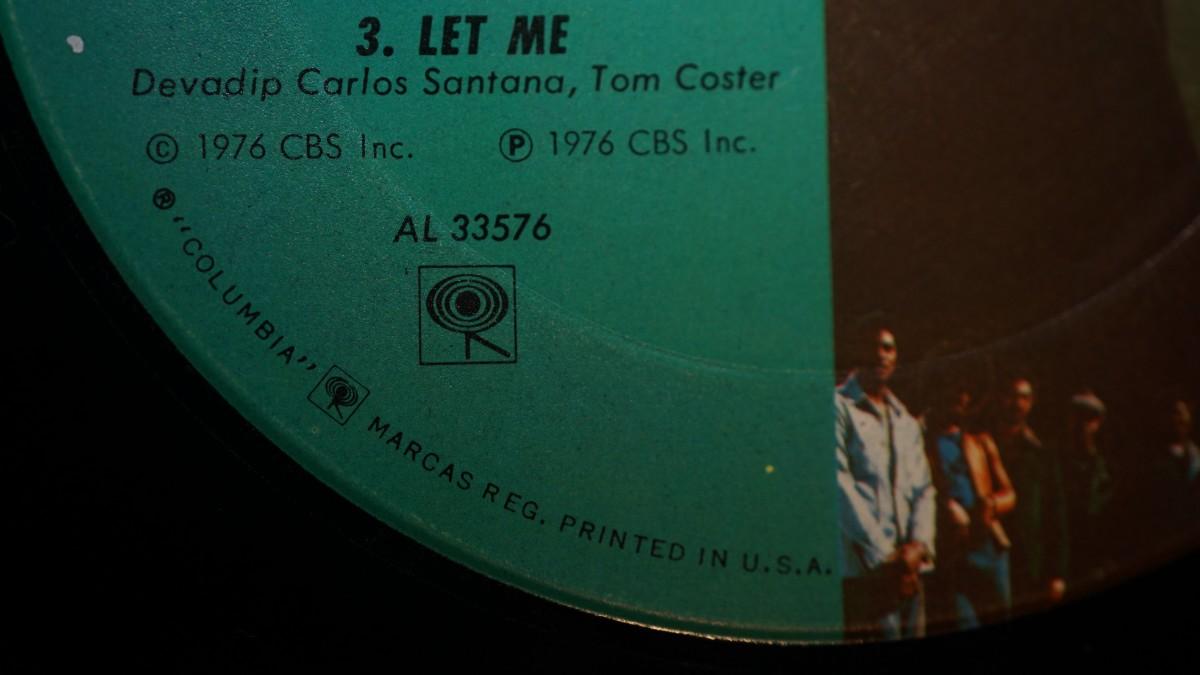 3. LET ME
Devadip Carlos Santana, Tom Coster
© 1976 CBS Inc. ℗ 1976 CBS Inc.
AL 33576
® "COLUMBIA" MARCAS REG. PRINTED IN U.S.A.